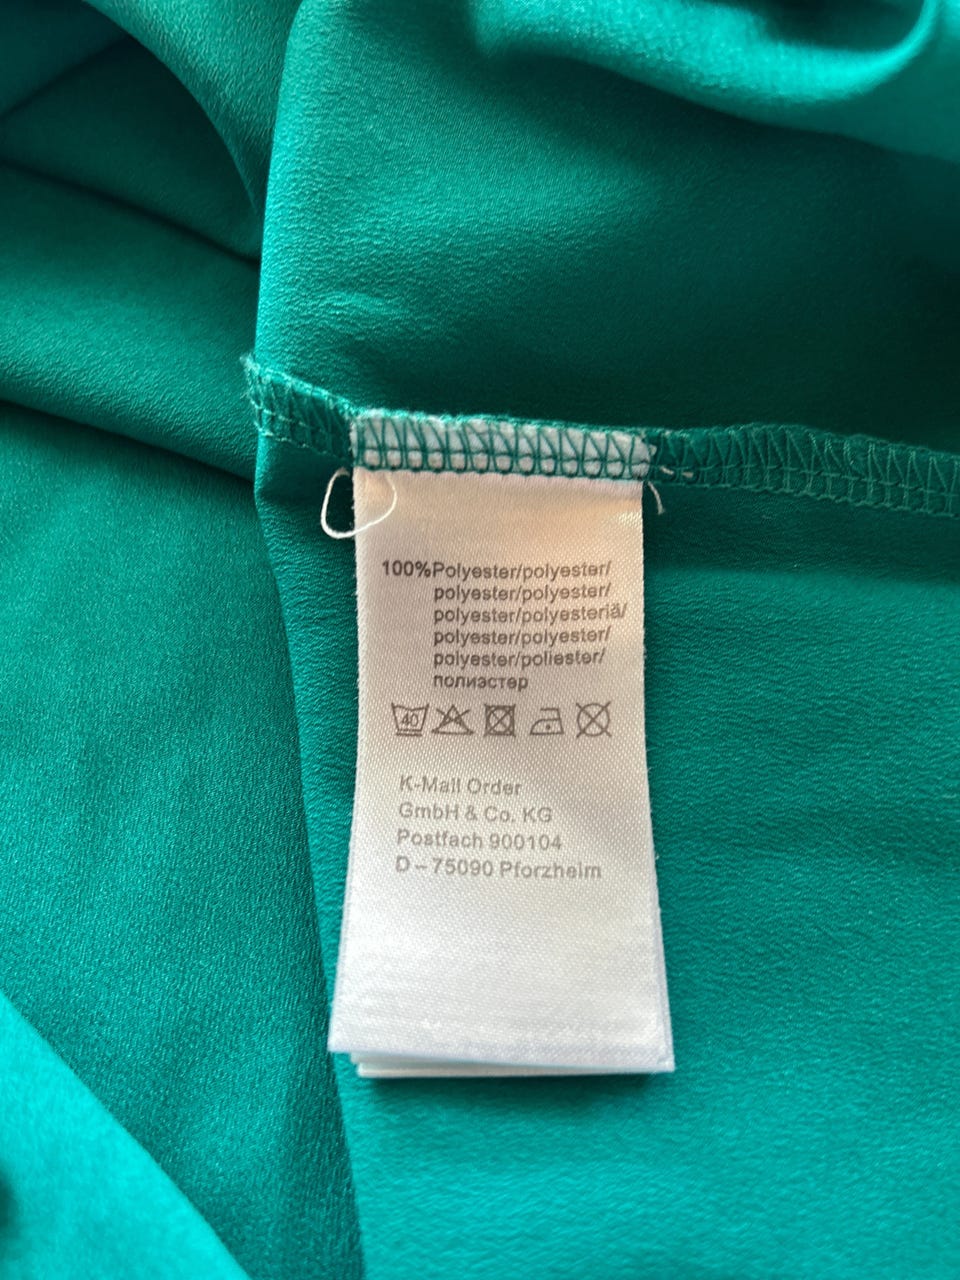 100%Polyester/polyester/
polyester/polyester/
polyester/polyesteriä/
polyester/polyester/
polyester/poliester/
полиэстер
40
K-Mail Order
GmbH & Co. KG
Postfach 900104
D – 75090 Pforzheim